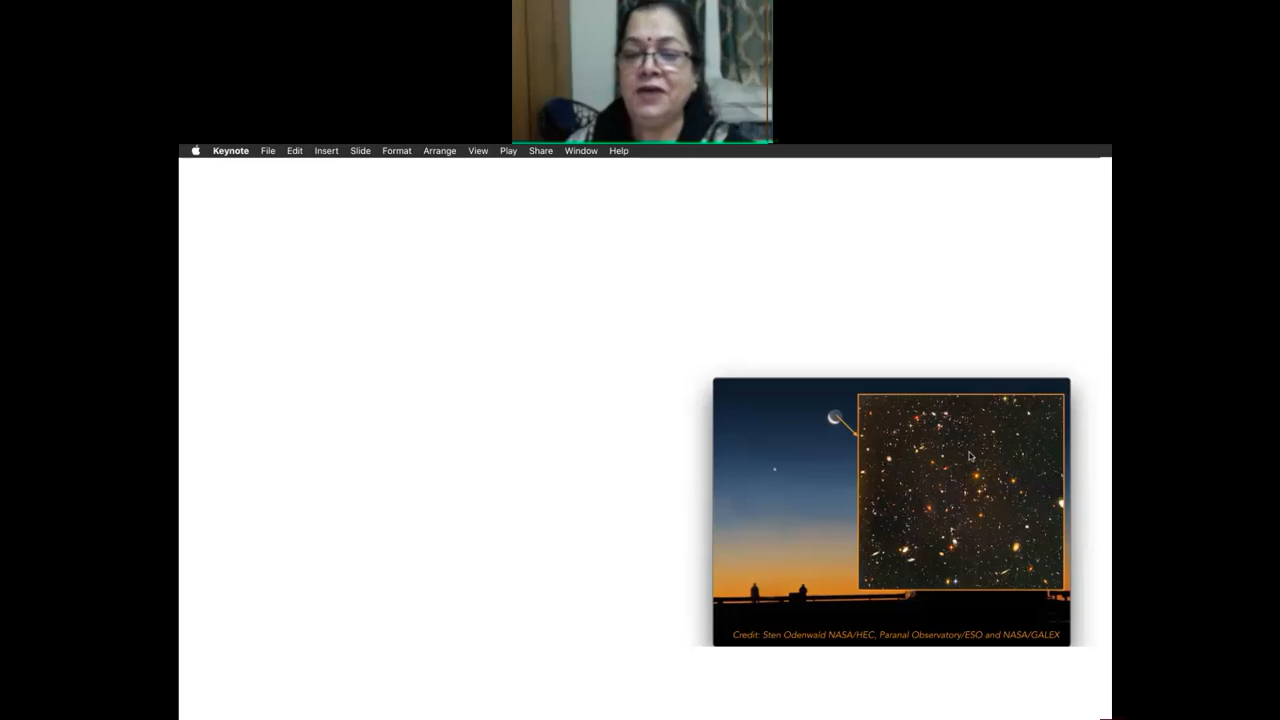 Keynote File Edit Insert Slide Format Arrange View Play Share Window Help
Credit: Sten Odenwald NASA/HEC, Paranal Observatory/ESO and NASA/GALEX